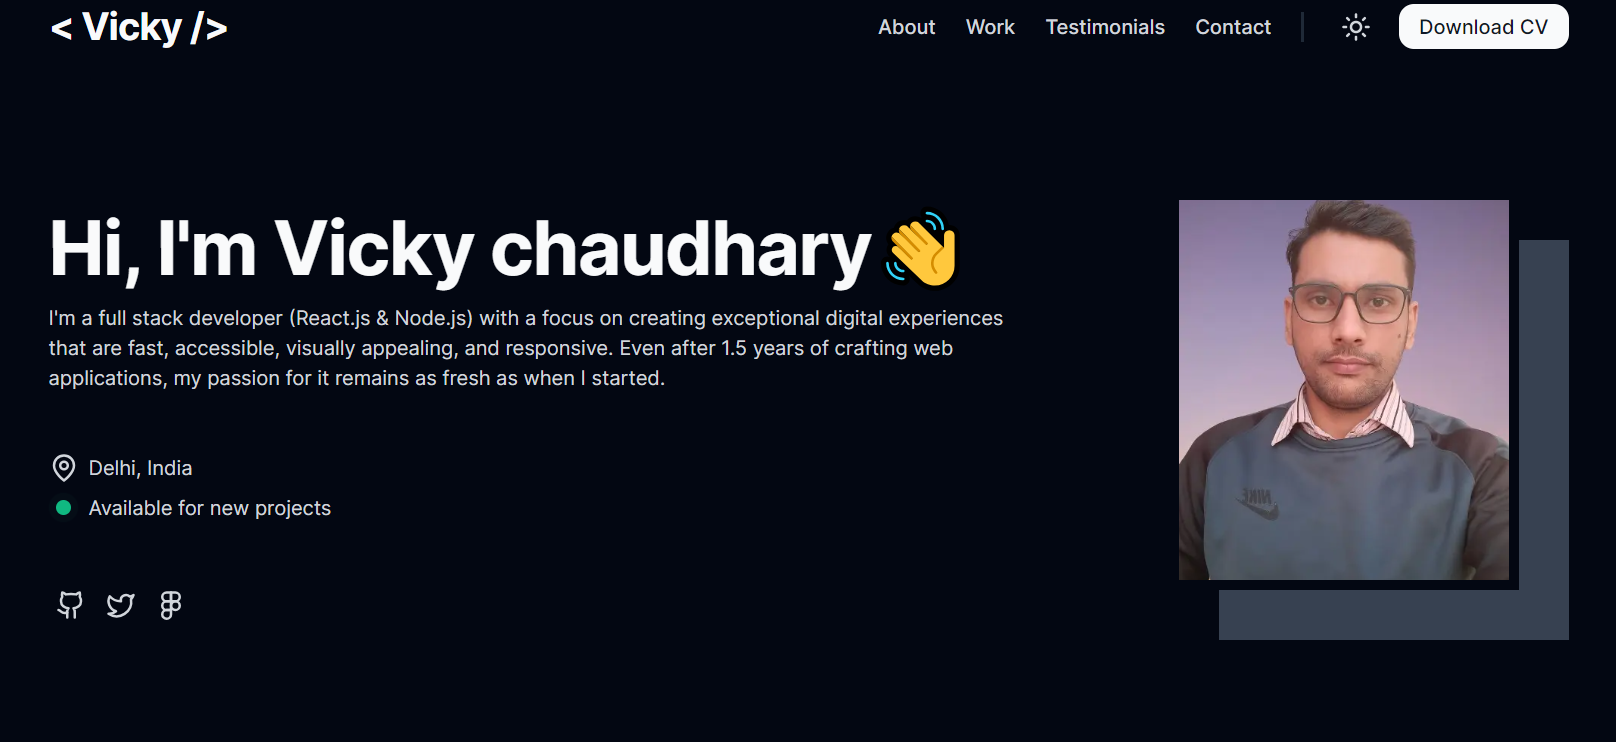 < Vicky />
About Work Testimonials Contact Download CV
Hi, I'm Vicky chaudhary 👋
I'm a full stack developer (React.js & Node.js) with a focus on creating exceptional digital experiences
that are fast, accessible, visually appealing, and responsive. Even after 1.5 years of crafting web
applications, my passion for it remains as fresh as when I started.
Delhi, India
Available for new projects
NIKE